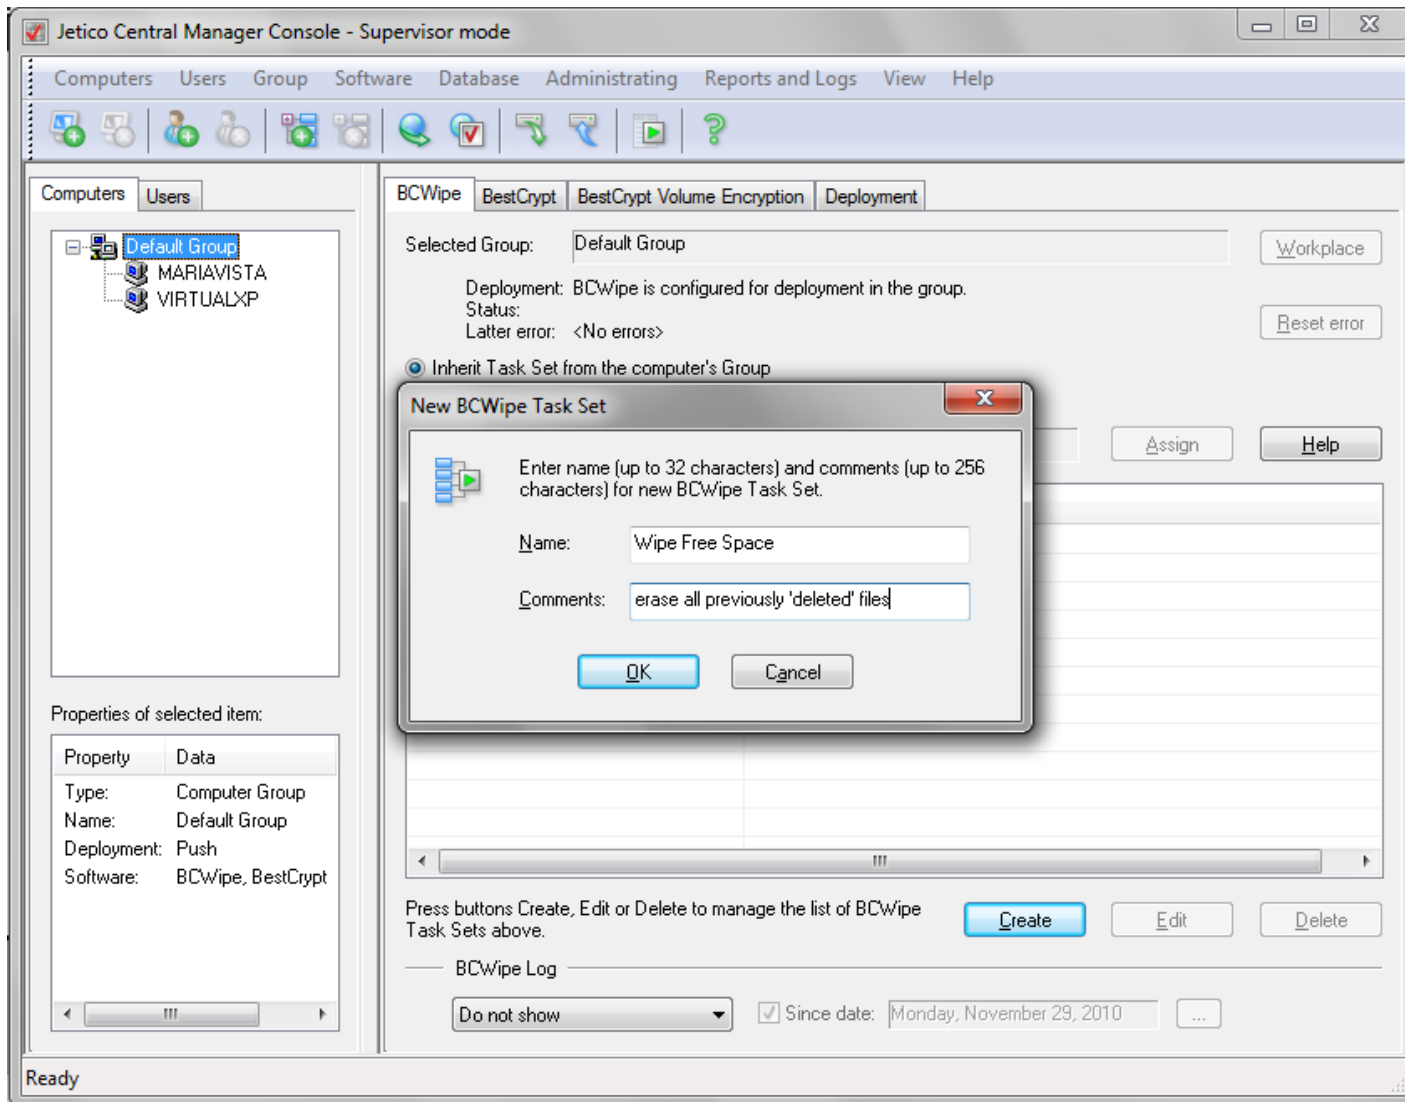 Jetico Central Manager Console - Supervisor mode
Computers Users Group Software Database Administrating Reports and Logs View Help
Computers Users
Default Group
MARIAVISTA
VIRTUALXP
Properties of selected item:
Property Data
Type: Computer Group
Name: Default Group
Deployment: Push
Software: BCWipe, BestCrypt
BCWipe BestCrypt BestCrypt Volume Encryption Deployment
Selected Group: Default Group Workplace
Deployment: BCWipe is configured for deployment in the group.
Status:
Latter error: <No errors> Reset error
Inherit Task Set from the computer's Group
Assign Help
New BCWipe Task Set
Enter name (up to 32 characters) and comments (up to 256
characters) for new BCWipe Task Set.
Name: Wipe Free Space
Comments: erase all previously 'deleted' files
OK Cancel
Press buttons Create, Edit or Delete to manage the list of BCWipe
Task Sets above.
Create Edit Delete
BCWipe Log
Do not show Since date: Monday, November 29, 2010 ...
Ready